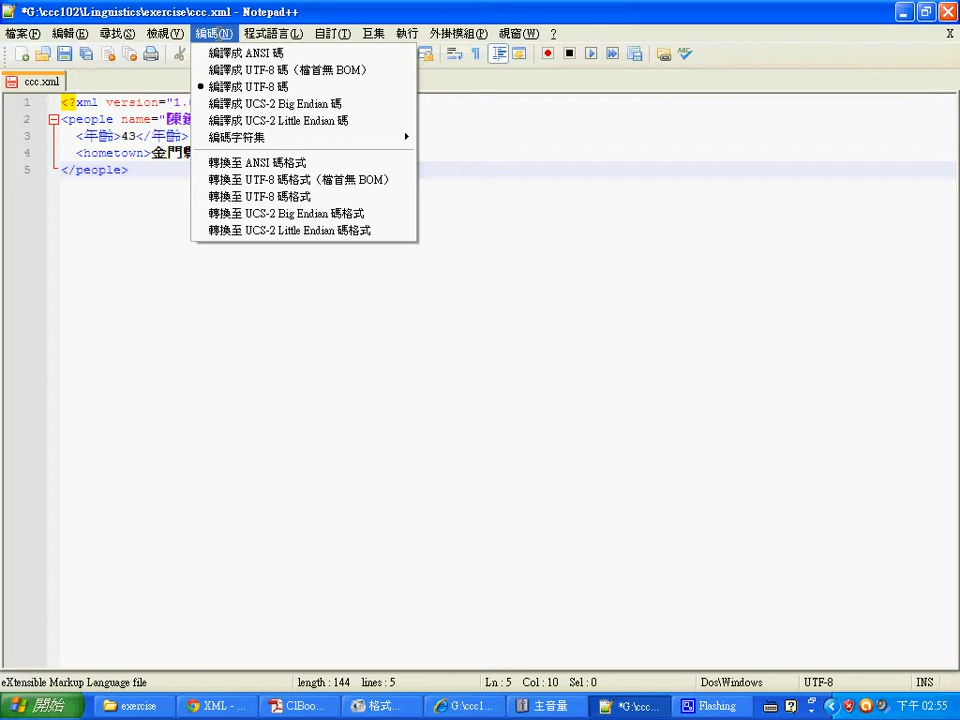 *G:\ccc102\Linguistics\exercise\ccc.xml - Notepad++
檔案(F) 編輯(E) 尋找(S) 檢視(V) 編碼(N) 程式語言(L) 自訂(T) 巨集 執行 外掛模組(P) 視窗(W) ? X
ccc.xml
編譯成 ANSI 碼
編譯成 UTF-8 碼（檔首無 BOM）
編譯成 UTF-8 碼
編譯成 UCS-2 Big Endian 碼
編譯成 UCS-2 Little Endian 碼
編碼字符集
轉換至 ANSI 碼格式
轉換至 UTF-8 碼格式（檔首無 BOM）
轉換至 UTF-8 碼格式
轉換至 UCS-2 Big Endian 碼格式
轉換至 UCS-2 Little Endian 碼格式
1 <?xml version="1.
2 <people name="陳
3 <年齡>43</年齡>
4 <hometown>金門
5 </people>
eXtensible Markup Language file length : 144 lines : 5 Ln : 5 Col : 10 Sel : 0 Dos\Windows UTF-8 INS
開始 exercise XML - ... ClBoo... 格式... G:\ccc1... 主音量 *G:\ccc... Flashing 下午 02:55